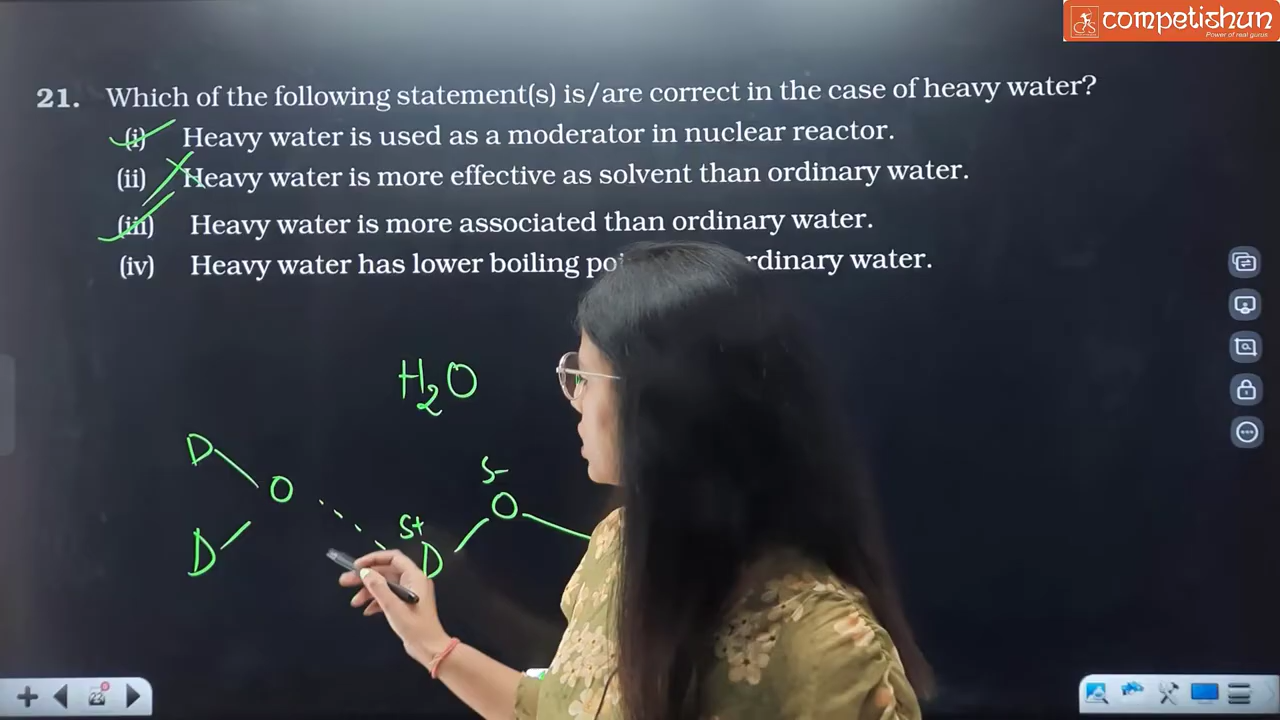 competishun
Power of real gurus
21. Which of the following statement(s) is/are correct in the case of heavy water?
(i) Heavy water is used as a moderator in nuclear reactor.
(ii) Heavy water is more effective as solvent than ordinary water.
(iii) Heavy water is more associated than ordinary water.
(iv) Heavy water has lower boiling rdinary water.
H₂O
D
O
D
δ-
O
δ+
D
22